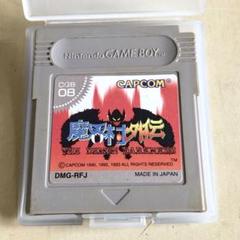 Nintendo GAME BOY
CGB
08
CAPCOM
魔界村外伝
THE DEMON DARKNESS
©CAPCOM 1990, 1992, 1993 ALL RIGHTS RESERVED
DMG-RFJ
MADE IN JAPAN